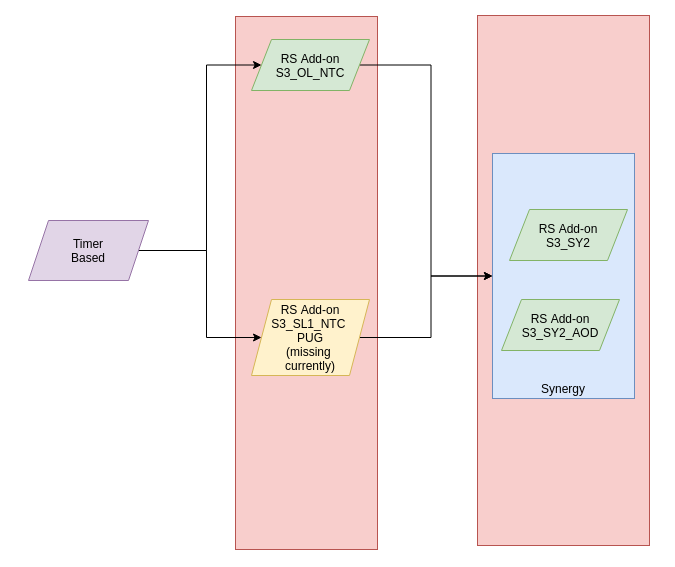 Timer
Based
RS Add-on
S3_OL_NTC
RS Add-on
S3_SL1_NTC
PUG
(missing
currently)
RS Add-on
S3_SY2
RS Add-on
S3_SY2_AOD
Synergy